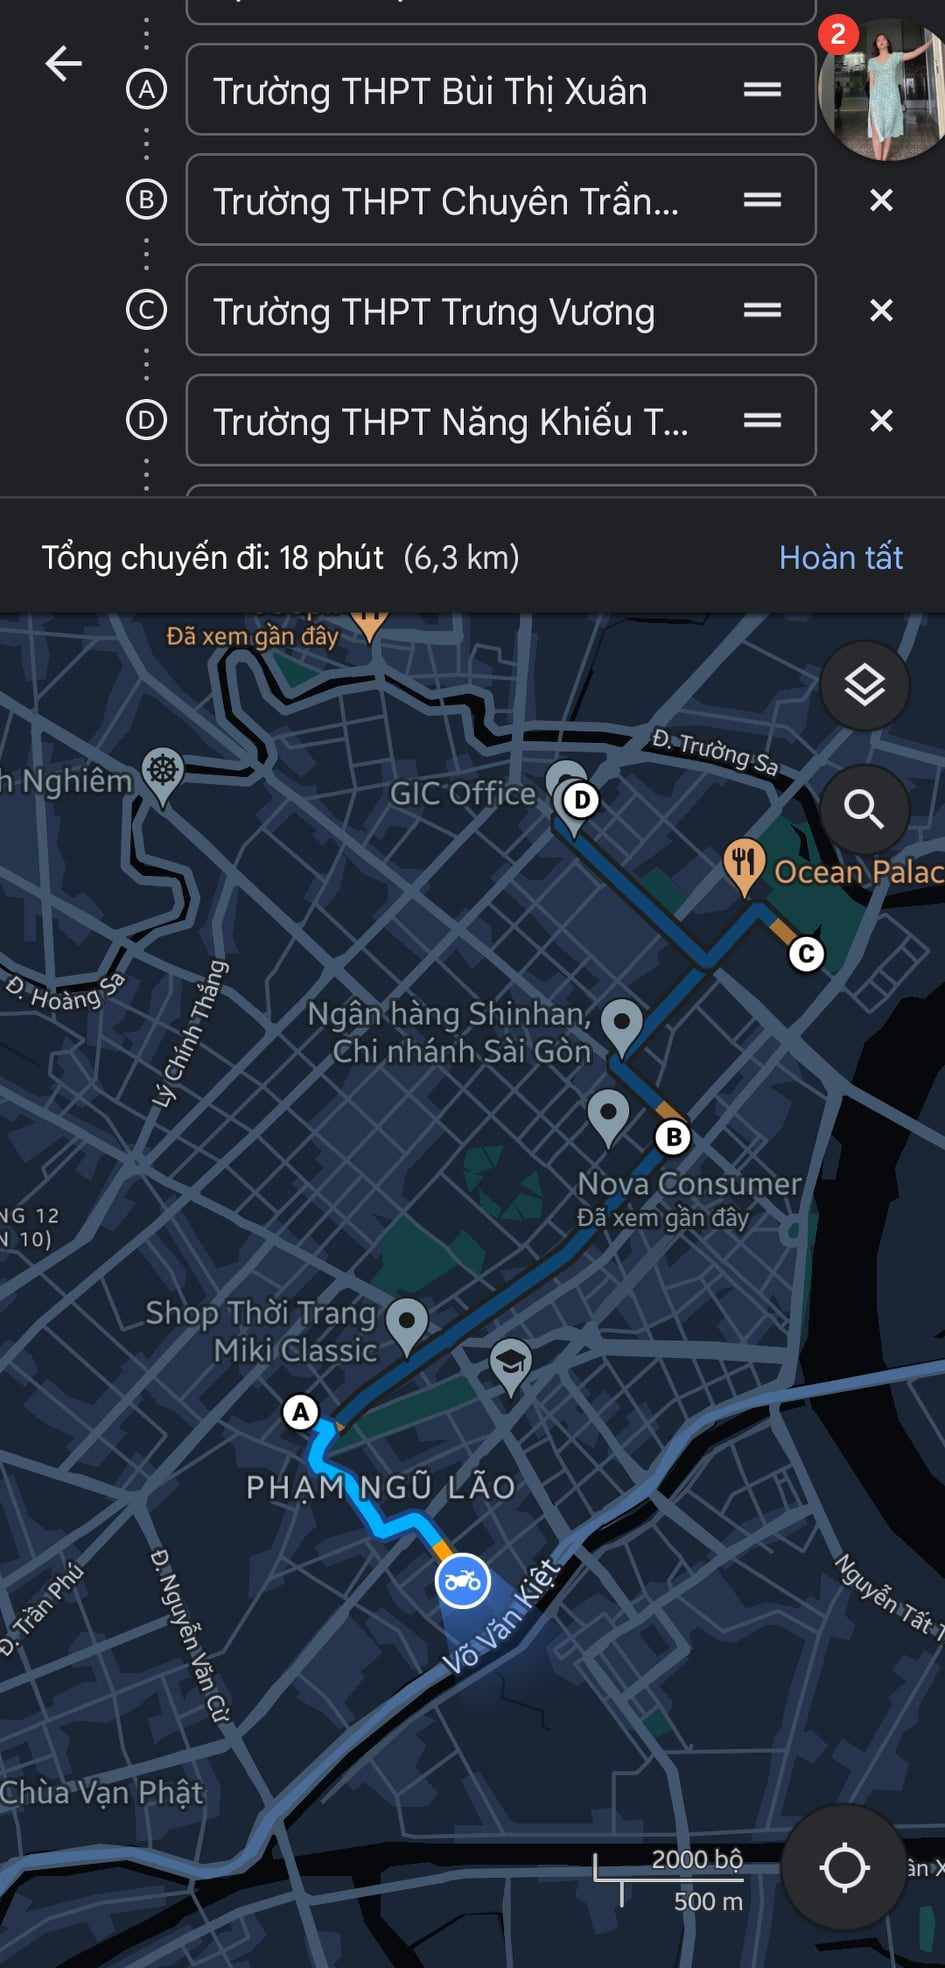 2
A
Trường THPT Bùi Thị Xuân
B
Trường THPT Chuyên Trần...
C
Trường THPT Trưng Vương
D
Trường THPT Năng Khiếu T...
Tổng chuyến đi: 18 phút (6,3 km)
Hoàn tất
Đã xem gần đây
Đ. Trường Sa
h Nghiêm
GIC Office
D
Ocean Palac
C
Đ. Hoàng Sa
Lý Chính Thắng
Ngân hàng Shinhan,
Chi nhánh Sài Gòn
B
Nova Consumer
Đã xem gần đây
NG 12
N 10)
Shop Thời Trang
Miki Classic
A
PHẠM NGŨ LÃO
Đ. Trần Phú
Đ. Nguyễn Văn Cừ
Võ Văn Kiệt
Nguyễn Tất T
Chùa Vạn Phật
2000 bộ
500 m
ân X